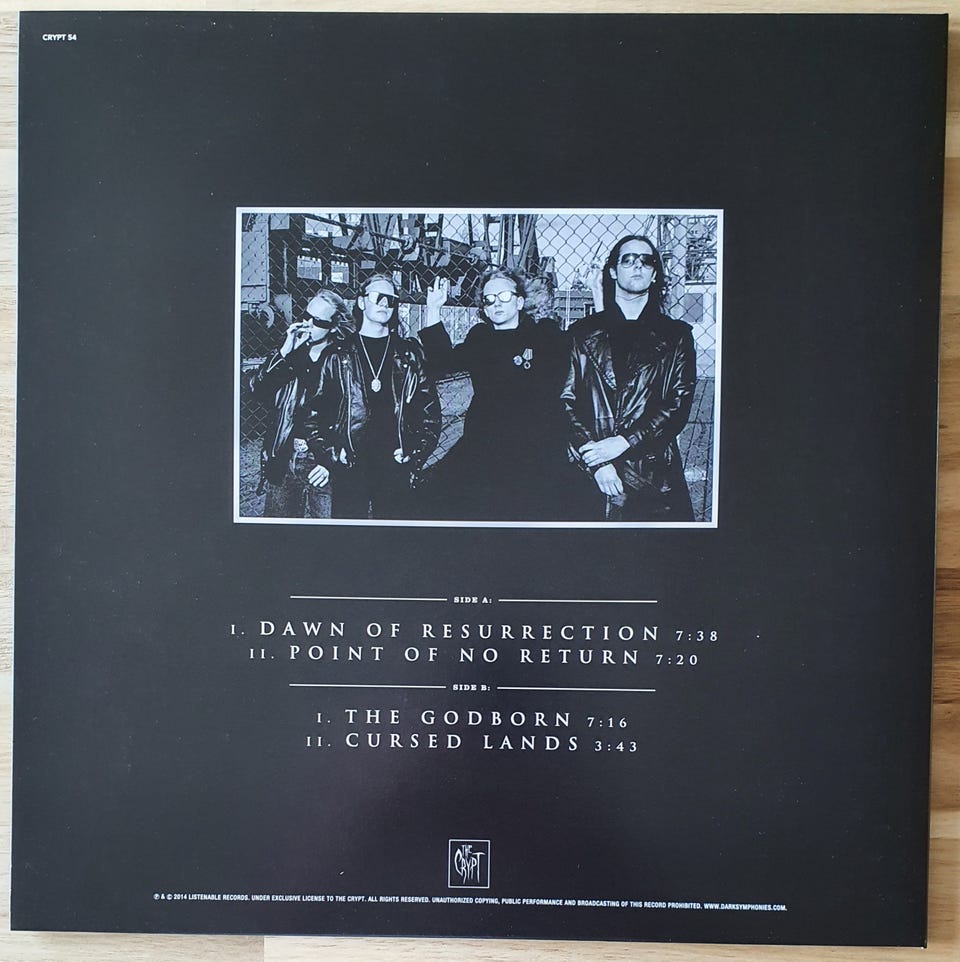 CRYPT 54
SIDE A:
I. DAWN OF RESURRECTION 7:38
II. POINT OF NO RETURN 7:20
SIDE B:
I. THE GODBORN 7:16
II. CURSED LANDS 3:43
THE
CRYPT
℗ & © 2014 LISTENABLE RECORDS. UNDER EXCLUSIVE LICENSE TO THE CRYPT. ALL RIGHTS RESERVED. UNAUTHORIZED COPYING, PUBLIC PERFORMANCE AND BROADCASTING OF THIS RECORD PROHIBITED. WWW.DARKSYMPHONIES.COM.